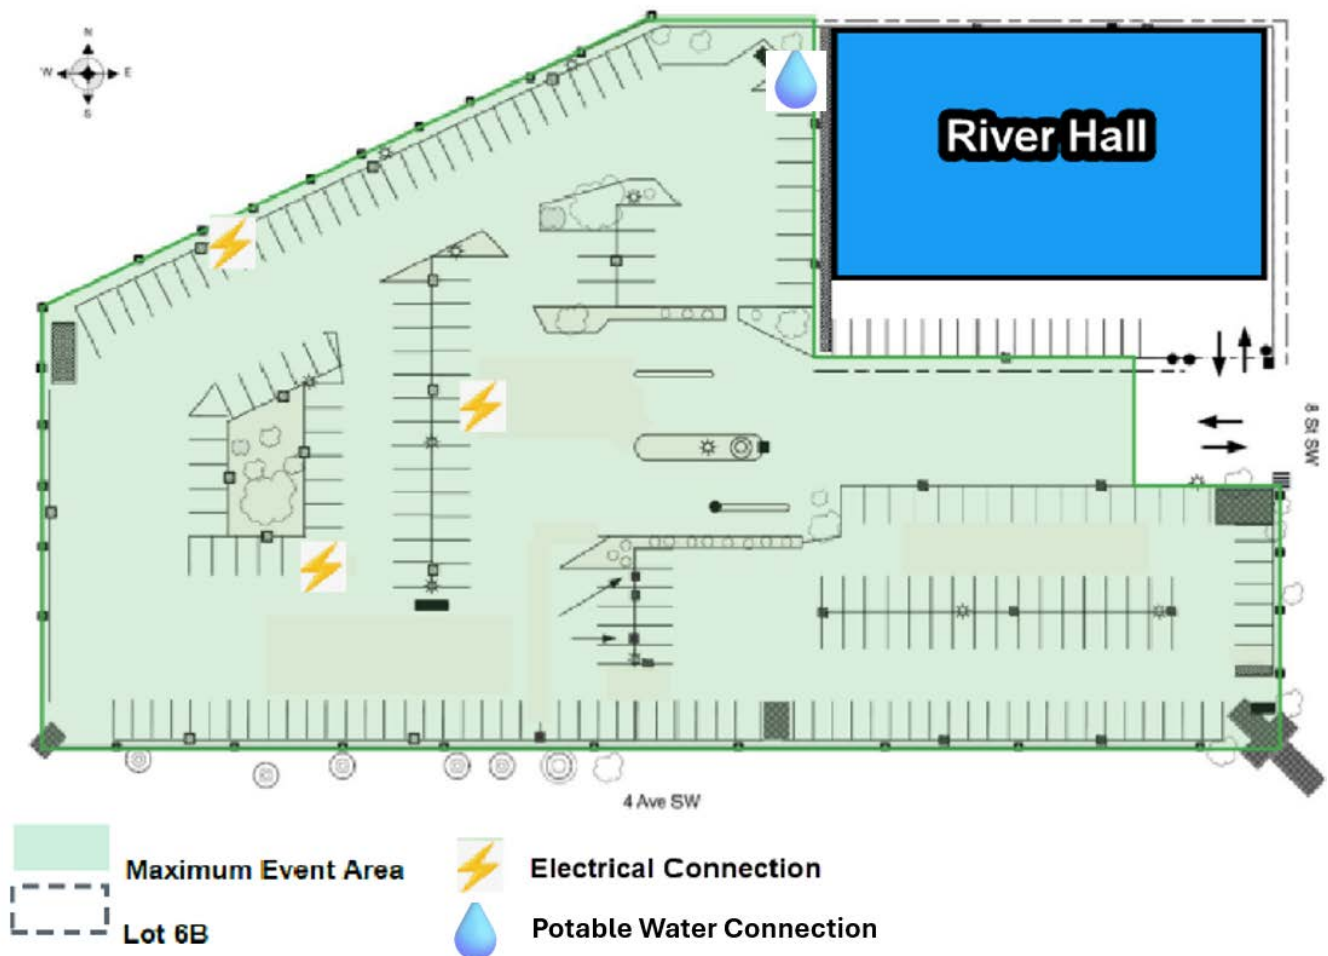 N
W E
S
River Hall
8 St SW
4 Ave SW
Maximum Event Area
Electrical Connection
Lot 6B
Potable Water Connection